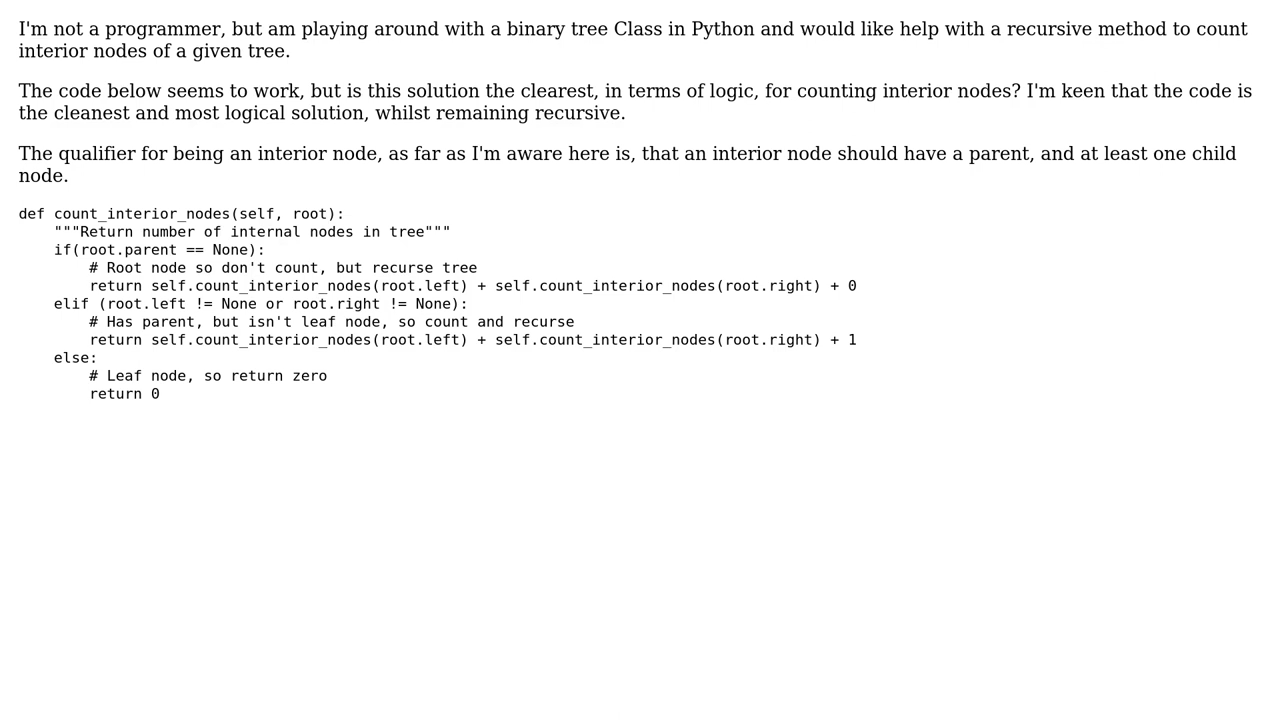 I'm not a programmer, but am playing around with a binary tree Class in Python and would like help with a recursive method to count
interior nodes of a given tree.
The code below seems to work, but is this solution the clearest, in terms of logic, for counting interior nodes? I'm keen that the code is
the cleanest and most logical solution, whilst remaining recursive.
The qualifier for being an interior node, as far as I'm aware here is, that an interior node should have a parent, and at least one child
node.
def count_interior_nodes(self, root):
    """Return number of internal nodes in tree"""
    if(root.parent == None):
        # Root node so don't count, but recurse tree
        return self.count_interior_nodes(root.left) + self.count_interior_nodes(root.right) + 0
    elif (root.left != None or root.right != None):
        # Has parent, but isn't leaf node, so count and recurse
        return self.count_interior_nodes(root.left) + self.count_interior_nodes(root.right) + 1
    else:
        # Leaf node, so return zero
        return 0